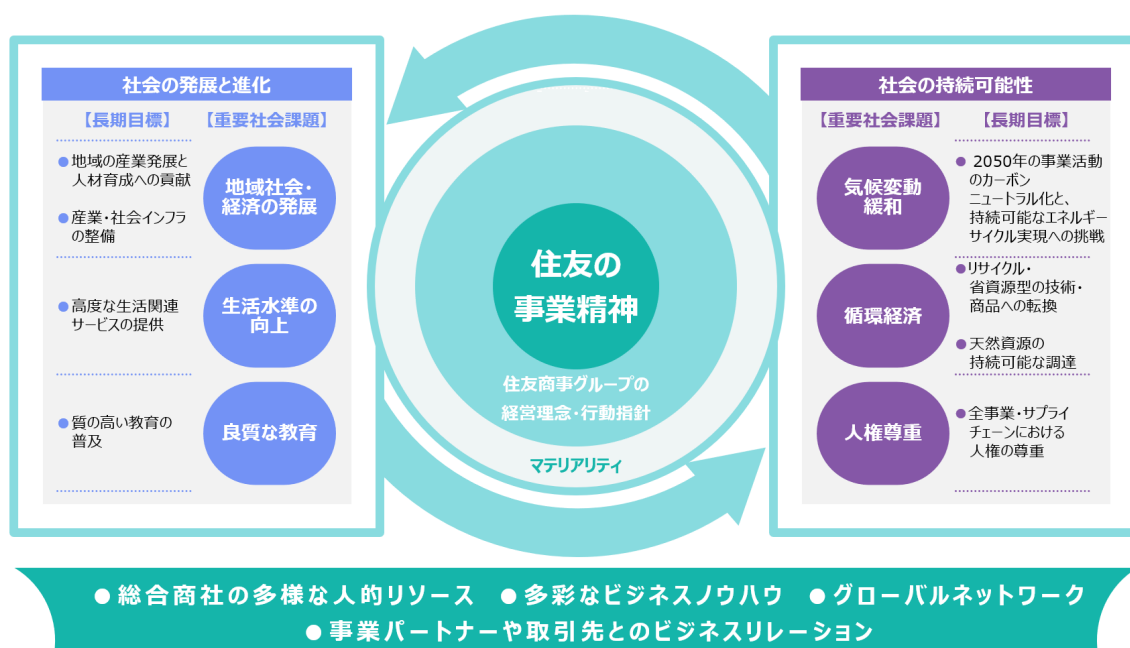 社会の発展と進化
【長期目標】
【重要社会課題】
●地域の産業発展と
人材育成への貢献
●産業・社会インフラ
の整備
地域社会・
経済の発展
●高度な生活関連
サービスの提供
生活水準の
向上
●質の高い教育の
普及
良質な教育
住友の
事業精神
住友商事グループの
経営理念・行動指針
マテリアリティ
社会の持続可能性
【重要社会課題】
【長期目標】
気候変動
緩和
● 2050年の事業活動
のカーボン
ニュートラル化と、
持続可能なエネルギー
サイクル実現への挑戦
循環経済
●リサイクル・
省資源型の技術・
商品への転換
●天然資源の
持続可能な調達
人権尊重
●全事業・サプライ
チェーンにおける
人権の尊重
●総合商社の多様な人的リソース ●多彩なビジネスノウハウ ●グローバルネットワーク
●事業パートナーや取引先とのビジネスリレーション